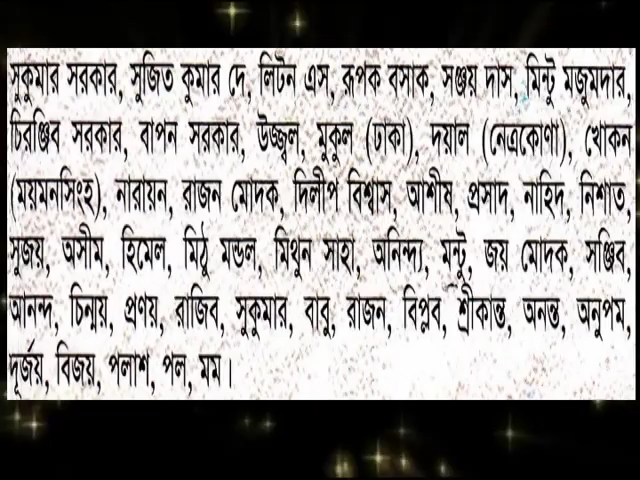 সুকুমার সরকার, সুজিত কুমার দে, লিটন এস, রূপক বসাক, সঞ্জয় দাস, মিন্টু মজুমদার,
চিরঞ্জিব সরকার, বাপন সরকার, উজ্জ্বল, মুকুল (ঢাকা), দয়াল (নেত্রকোণা), খোকন
(ময়মনসিংহ), নারায়ন, রাজন মোদক, দিলীপ বিশ্বাস, আশীষ, প্রসাদ, নাহিদ, নিশাত,
সুজয়, অসীম, হিমেল, মিঠু মন্ডল, মিথুন সাহা, অনিন্দ্য, মন্টু, জয় মোদক, সঞ্জিব,
আনন্দ, চিন্ময়, প্রণয়, রাজিব, সুকুমার, বাবু, রাজন, বিপ্লব, শ্রীকান্ত, অনন্ত, অনুপম,
দূর্জয়, বিজয়, পলাশ, পল, মম।